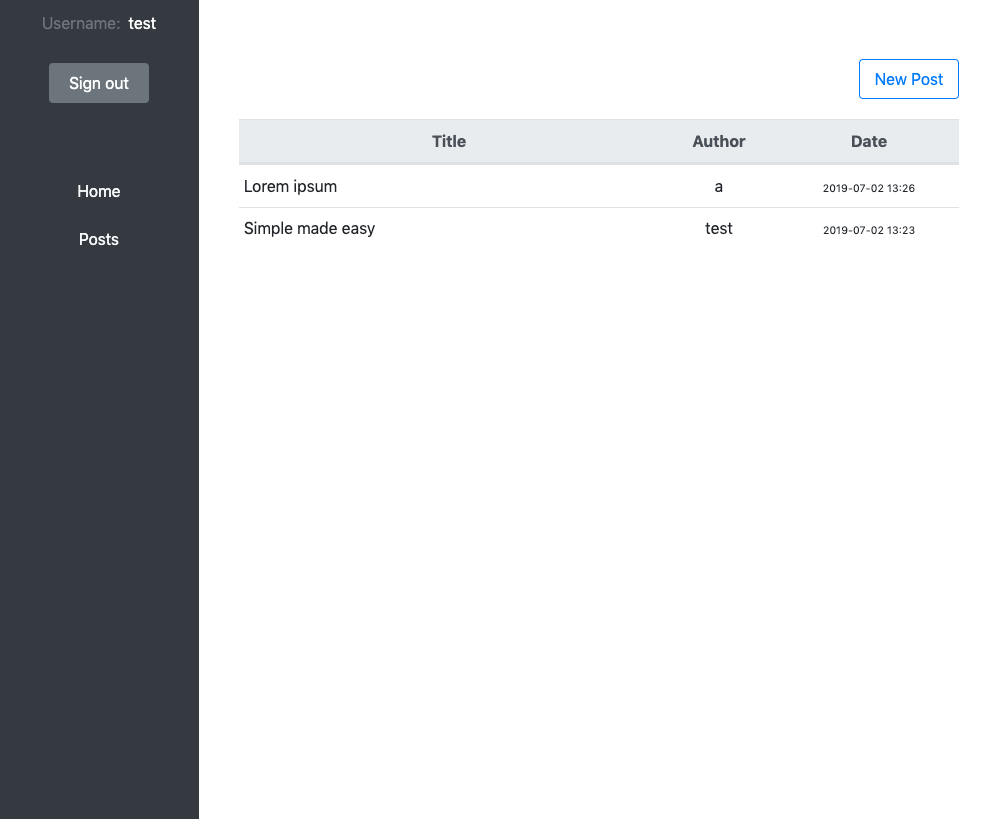 Username: test
Sign out
Home
Posts
New Post
Title Author Date
Lorem ipsum a 2019-07-02 13:26
Simple made easy test 2019-07-02 13:23